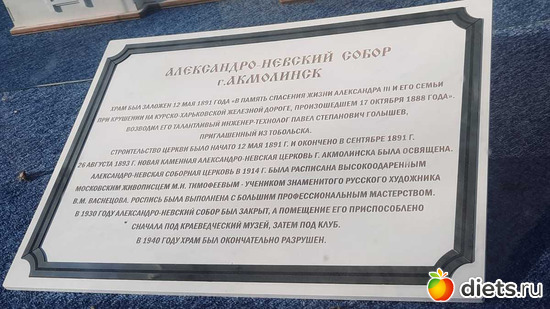 АЛЕКСАНДРО-НЕВСКИЙ СОБОР
г. АКМОЛИНСК
ХРАМ БЫЛ ЗАЛОЖЕН 12 МАЯ 1891 ГОДА «В ПАМЯТЬ СПАСЕНИЯ ЖИЗНИ АЛЕКСАНДРА III И ЕГО СЕМЬИ
ПРИ КРУШЕНИИ НА КУРСКО-ХАРЬКОВСКОЙ ЖЕЛЕЗНОЙ ДОРОГЕ, ПРОИЗОШЕДШЕМ 17 ОКТЯБРЯ 1888 ГОДА».
ВОЗВОДИЛ ЕГО ТАЛАНТЛИВЫЙ ИНЖЕНЕР-ТЕХНОЛОГ ПАВЕЛ СТЕПАНОВИЧ ГОЛЫШЕВ,
ПРИГЛАШЕННЫЙ ИЗ ТОБОЛЬСКА.
СТРОИТЕЛЬСТВО ЦЕРКВИ БЫЛО НАЧАТО 12 МАЯ 1891 Г. И ОКОНЧЕНО В СЕНТЯБРЕ 1891 Г.
26 АВГУСТА 1893 Г. НОВАЯ КАМЕННАЯ АЛЕКСАНДРО-НЕВСКАЯ ЦЕРКОВЬ Г. АКМОЛИНСКА БЫЛА ОСВЯЩЕНА.
АЛЕКСАНДРО-НЕВСКАЯ СОБОРНАЯ ЦЕРКОВЬ В 1914 Г. БЫЛА РАСПИСАНА ВЫСОКООДАРЕННЫМ
МОСКОВСКИМ ЖИВОПИСЦЕМ М.Н. ТИМОФЕЕВЫМ - УЧЕНИКОМ ЗНАМЕНИТОГО РУССКОГО ХУДОЖНИКА
В.М. ВАСНЕЦОВА. РОСПИСЬ БЫЛА ВЫПОЛНЕНА С БОЛЬШИМ ПРОФЕССИОНАЛЬНЫМ МАСТЕРСТВОМ.
В 1930 ГОДУ АЛЕКСАНДРО-НЕВСКИЙ СОБОР БЫЛ ЗАКРЫТ, А ПОМЕЩЕНИЕ ЕГО ПРИСПОСОБЛЕНО
СНАЧАЛА ПОД КРАЕВЕДЧЕСКИЙ МУЗЕЙ, ЗАТЕМ ПОД КЛУБ.
В 1940 ГОДУ ХРАМ БЫЛ ОКОНЧАТЕЛЬНО РАЗРУШЕН.
diets.ru